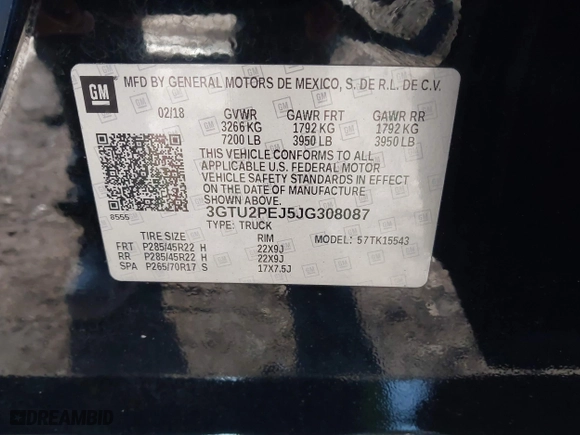 GM
MFD BY GENERAL MOTORS DE MEXICO, S. DE R.L. DE C.V.
02/18 GVWR GAWR FRT GAWR RR
3266 KG 1792 KG 1792 KG
7200 LB 3950 LB 3950 LB
THIS VEHICLE CONFORMS TO ALL
APPLICABLE U.S. FEDERAL MOTOR
VEHICLE SAFETY STANDARDS IN
EFFECT ON THE DATE OF MANUFACTURE
SHOWN ABOVE.
8555 3GTU2PEJ5JG308087
TYPE: TRUCK
TIRE SIZE RIM MODEL: 57TK15543
FRT P285/45R22 H 22X9J
RR P285/45R22 H 22X9J
SPA P265/70R17 S 17X7.5J
DREAMBID